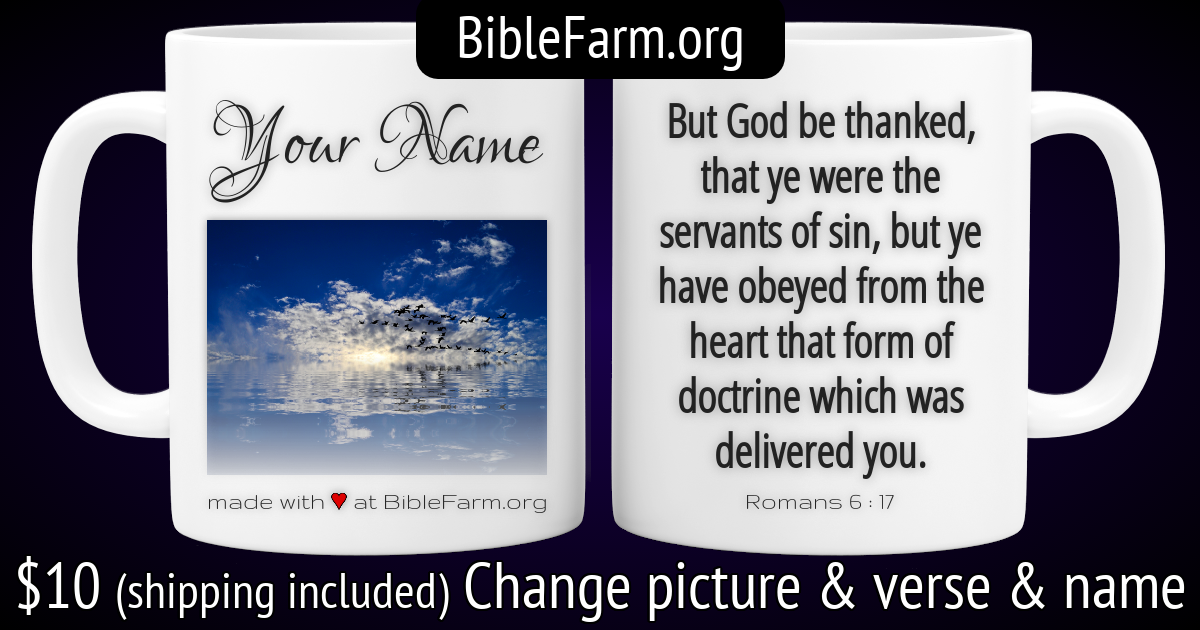 BibleFarm.org
Your Name
made with ♥ at BibleFarm.org
But God be thanked,
that ye were the
servants of sin, but ye
have obeyed from the
heart that form of
doctrine which was
delivered you.
Romans 6 : 17
$10 (shipping included) Change picture & verse & name